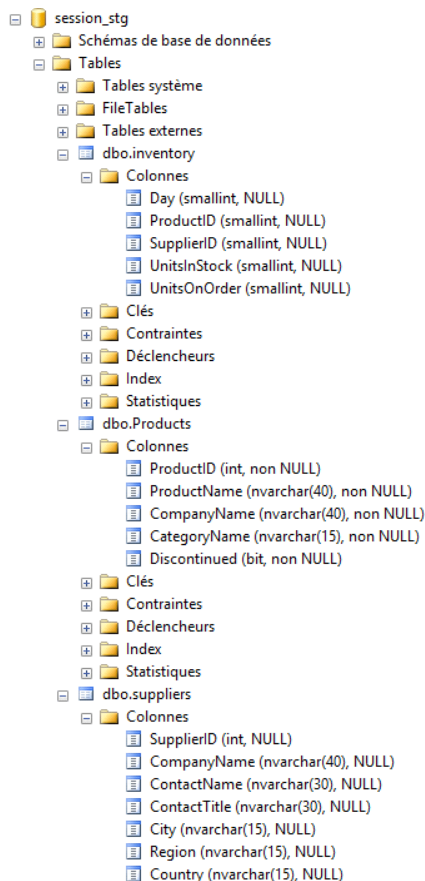 session_stg
Schémas de base de données
Tables
Tables système
FileTables
Tables externes
dbo.inventory
Colonnes
Day (smallint, NULL)
ProductID (smallint, NULL)
SupplierID (smallint, NULL)
UnitsInStock (smallint, NULL)
UnitsOnOrder (smallint, NULL)
Clés
Contraintes
Déclencheurs
Index
Statistiques
dbo.Products
Colonnes
ProductID (int, non NULL)
ProductName (nvarchar(40), non NULL)
CompanyName (nvarchar(40), non NULL)
CategoryName (nvarchar(15), non NULL)
Discontinued (bit, non NULL)
Clés
Contraintes
Déclencheurs
Index
Statistiques
dbo.suppliers
Colonnes
SupplierID (int, NULL)
CompanyName (nvarchar(40), NULL)
ContactName (nvarchar(30), NULL)
ContactTitle (nvarchar(30), NULL)
City (nvarchar(15), NULL)
Region (nvarchar(15), NULL)
Country (nvarchar(15), NULL)